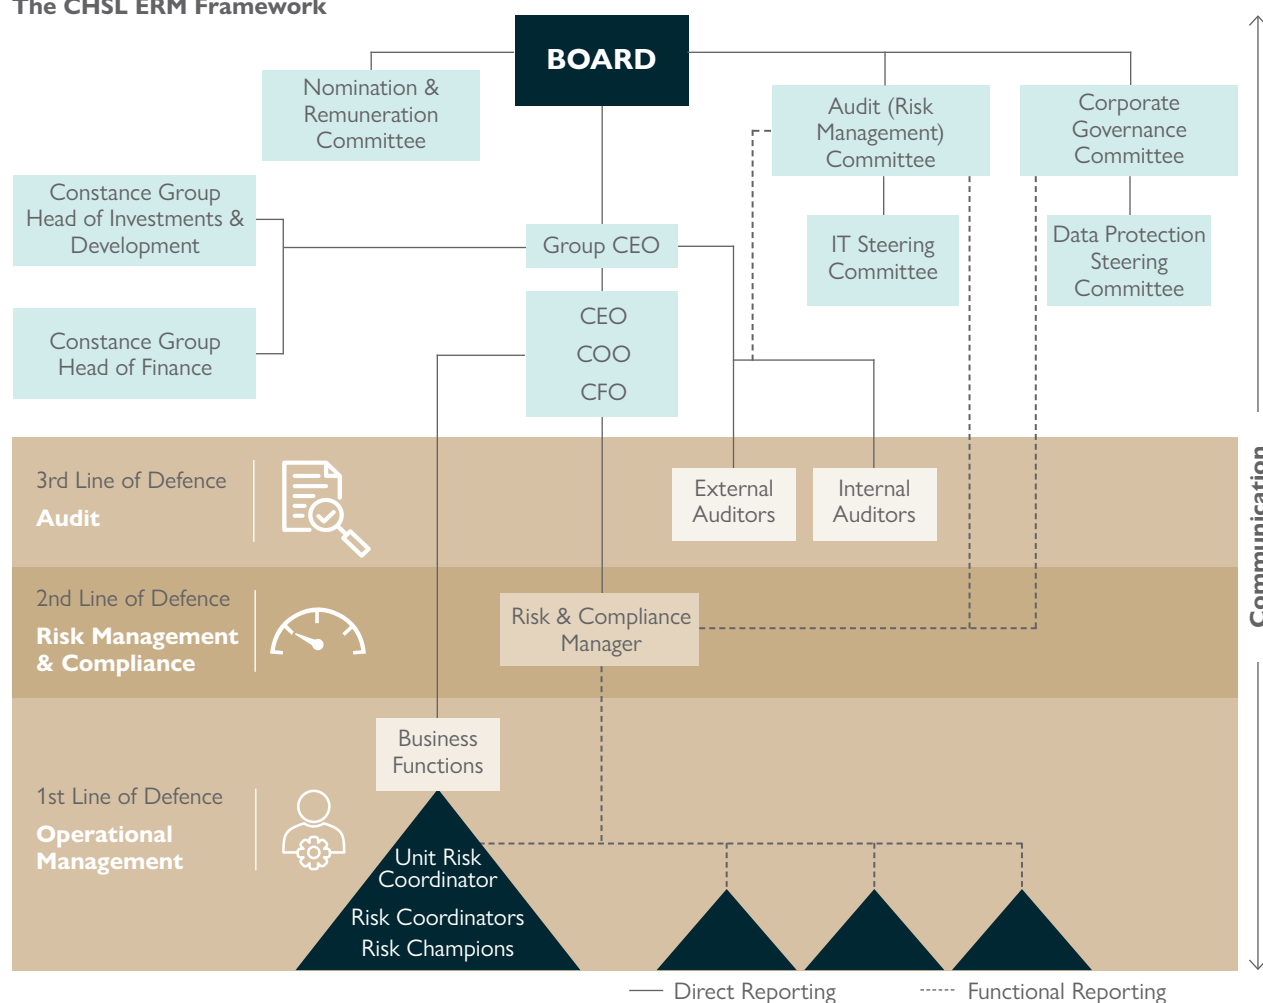 The CHSL ERM Framework
BOARD
Nomination &
Remuneration
Committee
Audit (Risk
Management)
Committee
Corporate
Governance
Committee
Constance Group
Head of Investments &
Development
Group CEO
IT Steering
Committee
Data Protection
Steering
Committee
Constance Group
Head of Finance
CEO
COO
CFO
Communication
3rd Line of Defence
Audit
External
Auditors
Internal
Auditors
2nd Line of Defence
Risk Management
& Compliance
Risk & Compliance
Manager
Business
Functions
1st Line of Defence
Operational
Management
Unit Risk
Coordinator
Risk Coordinators
Risk Champions
Direct Reporting
Functional Reporting